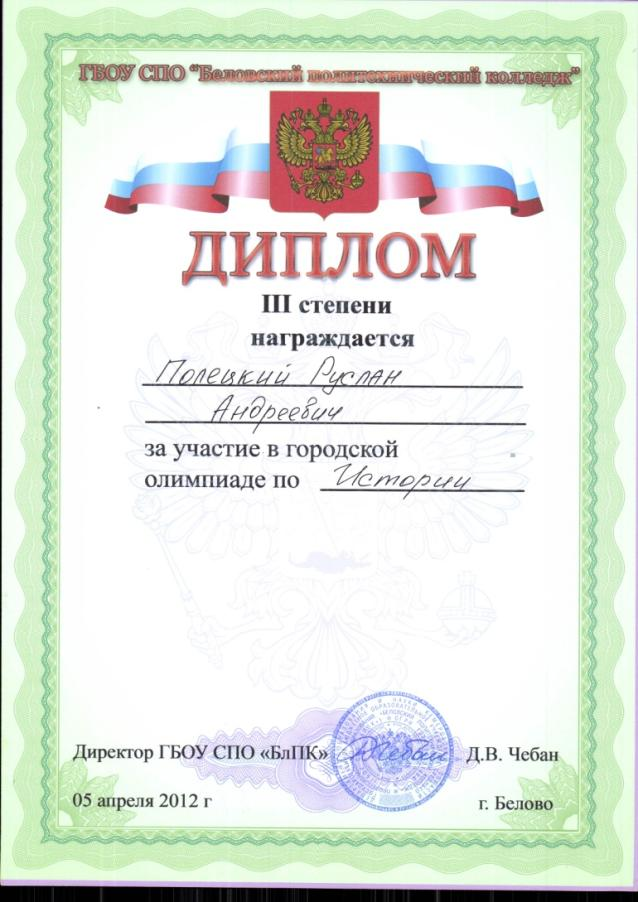 ГБОУ СПО "Беловский политехнический колледж"
ДИПЛОМ
III степени
награждается
Полецкий Руслан
Андреевич
за участие в городской
олимпиаде по Истории
Директор ГБОУ СПО «БлПК» Д.В. Чебан
05 апреля 2012 г г. Белово